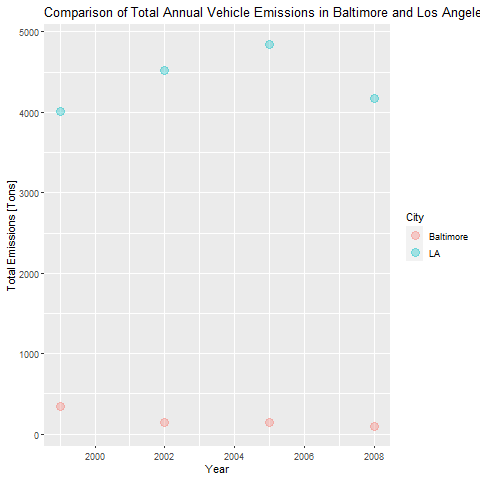 Comparison of Total Annual Vehicle Emissions in Baltimore and Los Angele
5000
4000
3000
2000
1000
0
Total Emissions [Tons]
2000 2002 2004 2006 2008
Year
City
Baltimore
LA